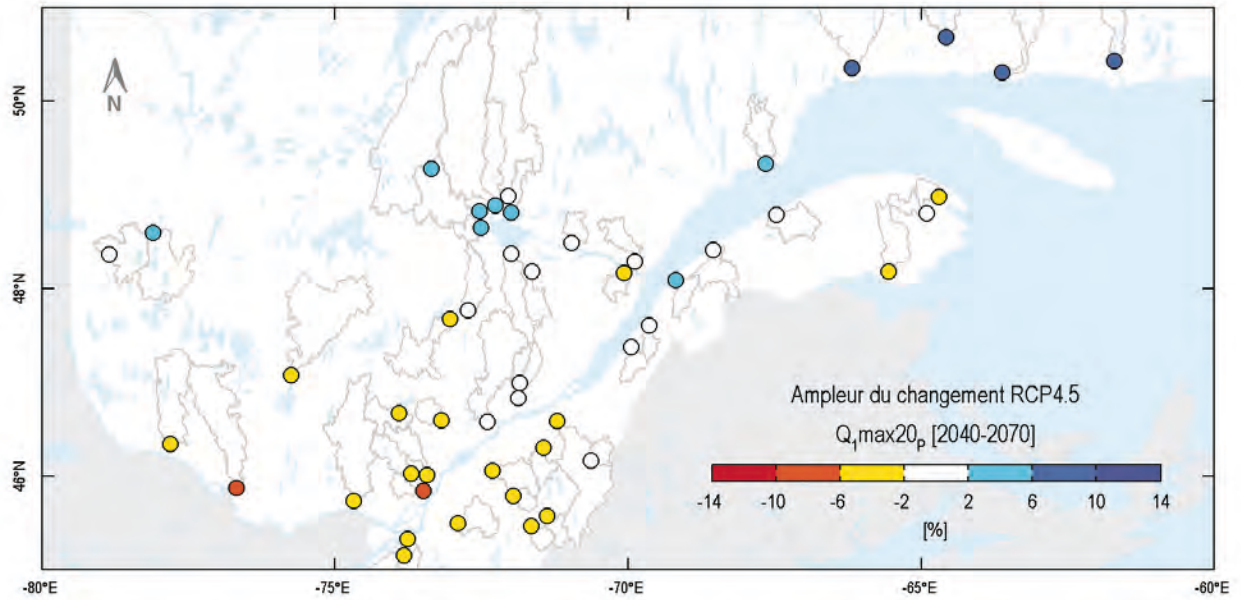 N
50°N
48°N
46°N
Ampleur du changement RCP4.5
Q₁max20ₚ [2040-2070]
-14 -10 -6 -2 2 6 10 14
[%]
-80°E -75°E -70°E -65°E -60°E